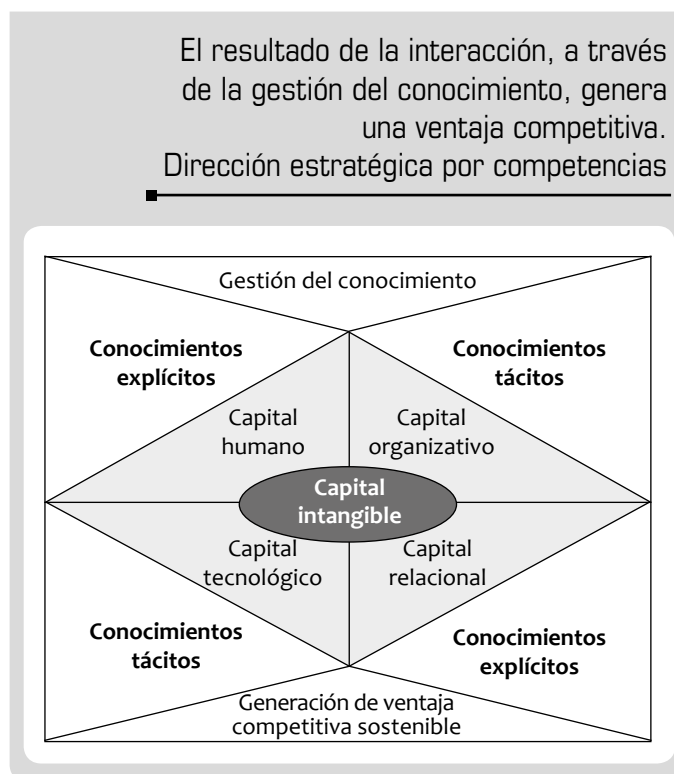 El resultado de la interacción, a través
de la gestión del conocimiento, genera
una ventaja competitiva.
Dirección estratégica por competencias
Gestión del conocimiento
Conocimientos
explícitos
Conocimientos
tácitos
Capital
humano
Capital
organizativo
Capital
intangible
Capital
tecnológico
Capital
relacional
Conocimientos
tácitos
Conocimientos
explícitos
Generación de ventaja
competitiva sostenible